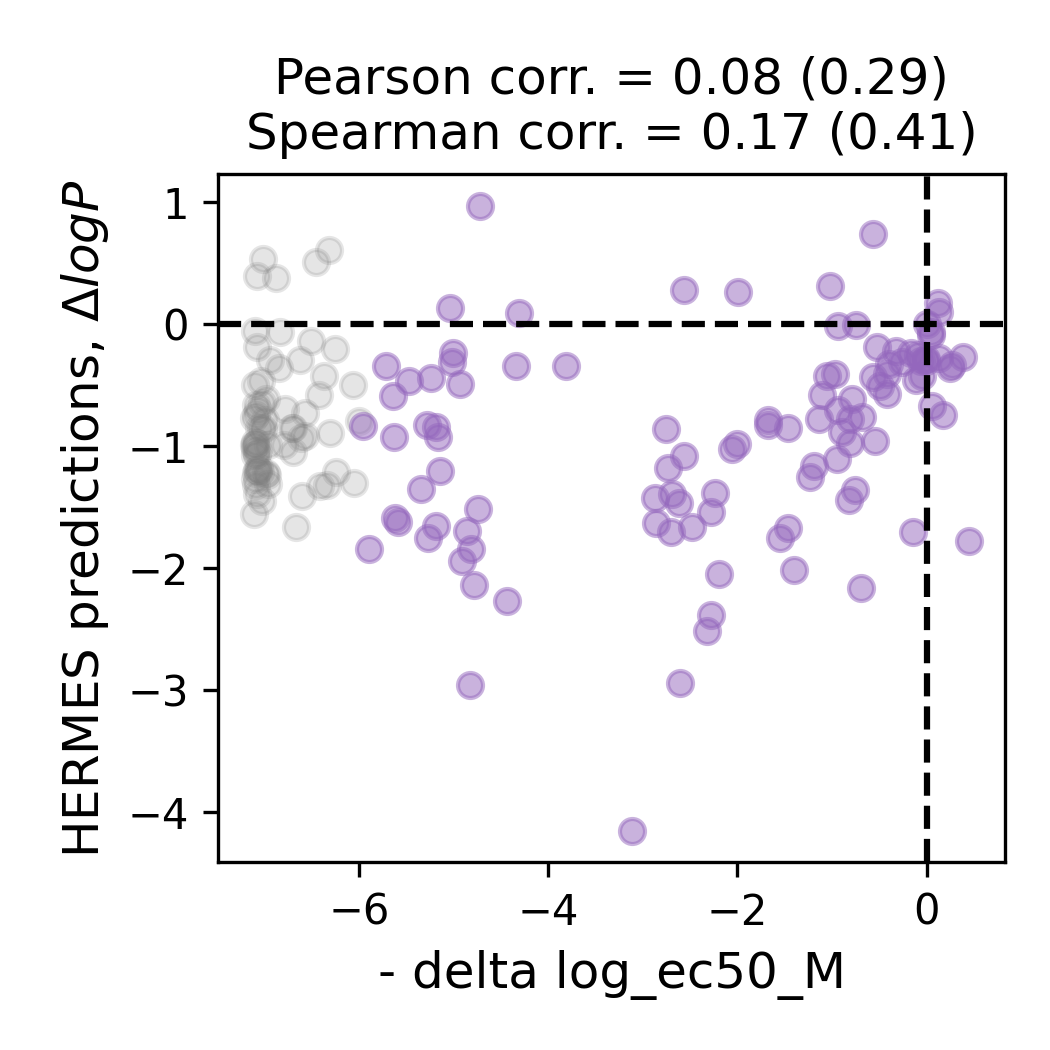 Pearson corr. = 0.08 (0.29)
Spearman corr. = 0.17 (0.41)
HERMES predictions, ΔlogP
1
0
−1
−2
−3
−4
−6
−4
−2
0
- delta log_ec50_M